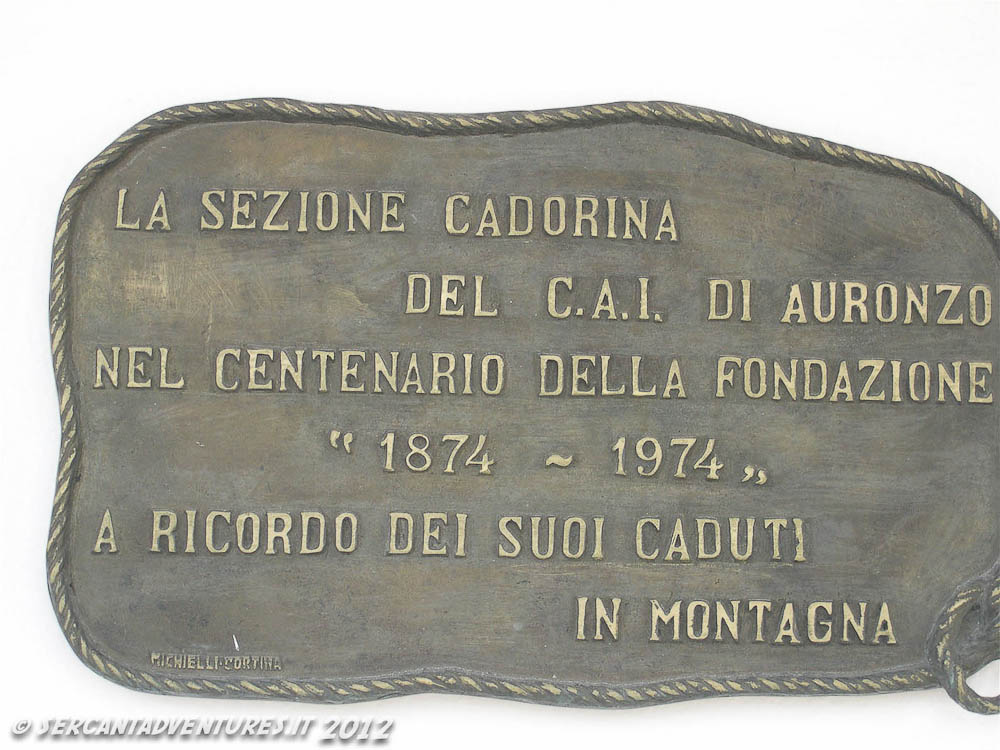 LA SEZIONE CADORINA
DEL C.A.I. DI AURONZO
NEL CENTENARIO DELLA FONDAZIONE
“ 1874 ~ 1974 „
A RICORDO DEI SUOI CADUTI
IN MONTAGNA
MICHIELLI·CORTINA
© SERCANTADVENTURES.IT 2012